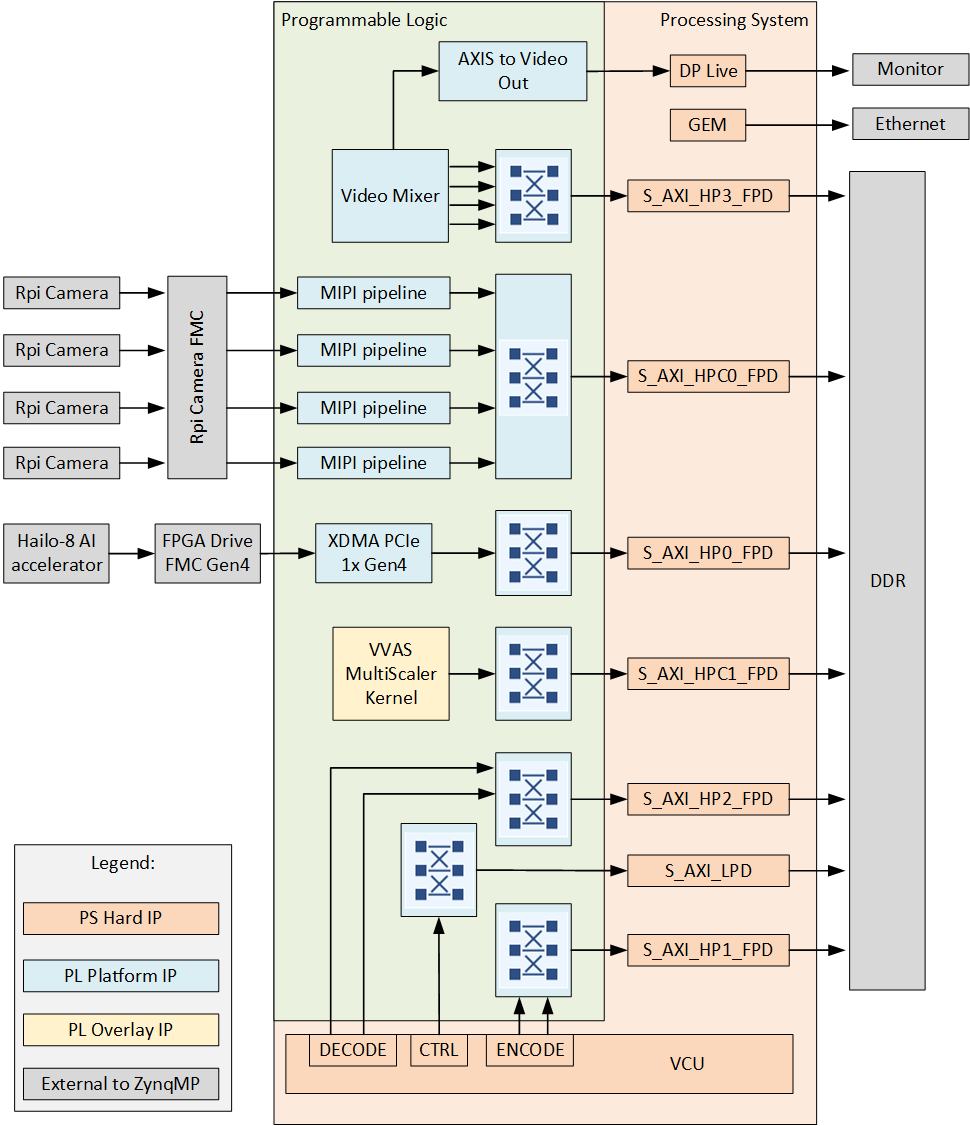 Programmable Logic
Processing System
AXIS to Video
Out
DP Live
Monitor
GEM
Ethernet
Video Mixer
S_AXI_HP3_FPD
Rpi Camera
MIPI pipeline
Rpi Camera
MIPI pipeline
Rpi Camera FMC
S_AXI_HPC0_FPD
Rpi Camera
MIPI pipeline
Rpi Camera
MIPI pipeline
Hailo-8 AI
accelerator
FPGA Drive
FMC Gen4
XDMA PCIe
1x Gen4
S_AXI_HP0_FPD
DDR
VVAS
MultiScaler
Kernel
S_AXI_HPC1_FPD
S_AXI_HP2_FPD
S_AXI_LPD
S_AXI_HP1_FPD
Legend:
PS Hard IP
PL Platform IP
PL Overlay IP
External to ZynqMP
DECODE
CTRL
ENCODE
VCU